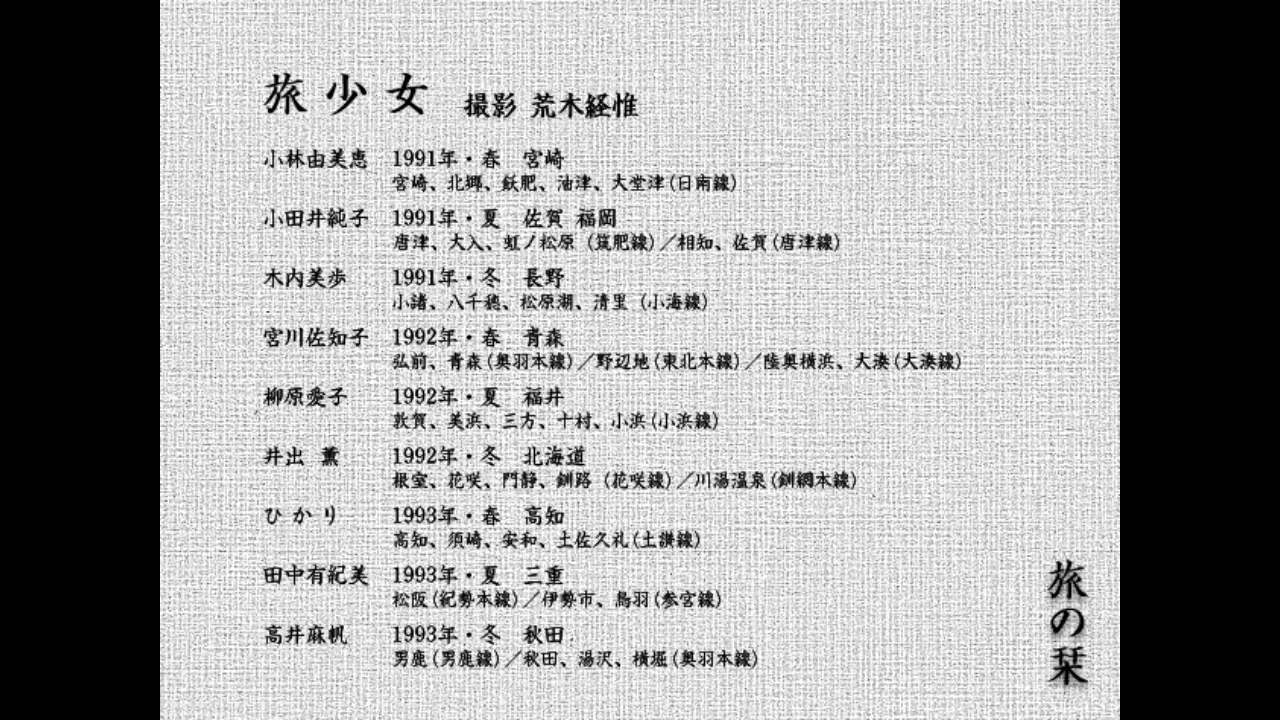 旅少女 撮影 荒木経惟
小林由美恵 1991年・春 宮崎
宮崎、北郷、飫肥、油津、大堂津(日南線)
小田井純子 1991年・夏 佐賀 福岡
唐津、大入、虹ノ松原 (筑肥線)／相知、佐賀(唐津線)
木内美歩 1991年・冬 長野
小諸、八千穂、松原湖、清里 (小海線)
宮川佐知子 1992年・春 青森
弘前、青森(奥羽本線)／野辺地(東北本線)／陸奥横浜、大湊(大湊線)
柳原愛子 1992年・夏 福井
敦賀、美浜、三方、十村、小浜(小浜線)
井出 薫 1992年・冬 北海道
根室、花咲、門静、釧路 (花咲線)／川湯温泉(釧網本線)
ひかり 1993年・春 高知
高知、須崎、安和、土佐久礼(土讃線)
田中有紀美 1993年・夏 三重
松阪(紀勢本線)／伊勢市、鳥羽(参宮線)
高井麻帆 1993年・冬 秋田
男鹿(男鹿線)／秋田、湯沢、横堀(奥羽本線)
旅の栞